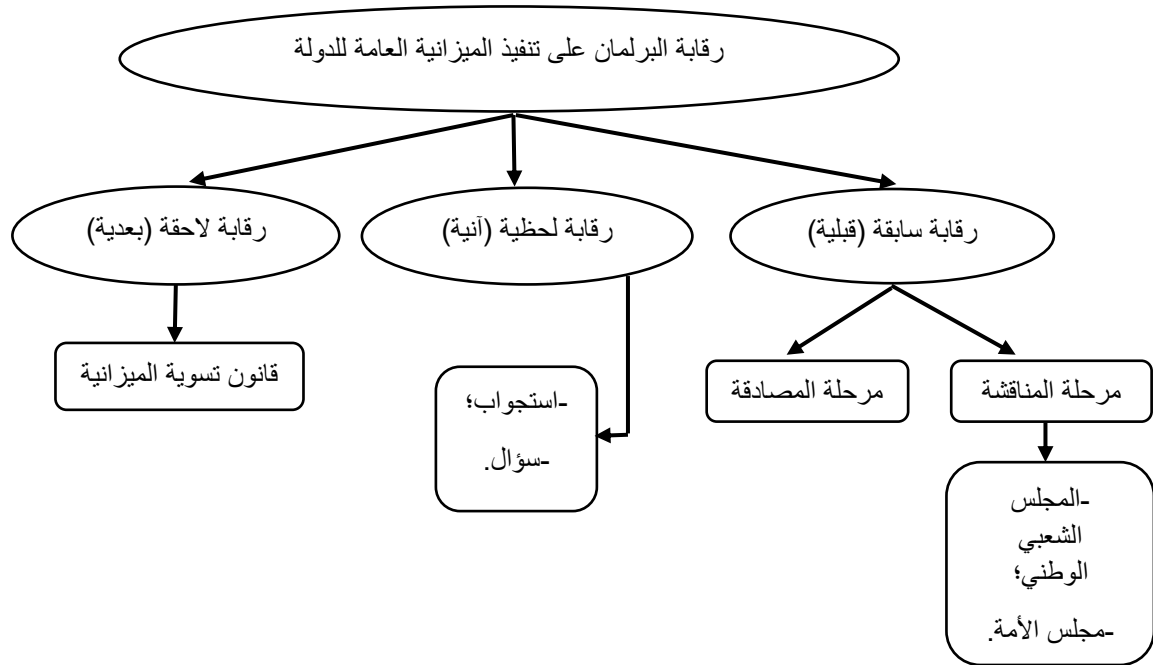 رقابة البرلمان على تنفيذ الميزانية العامة للدولة
رقابة سابقة (قبلية)
رقابة لحظية (آنية)
رقابة لاحقة (بعدية)
مرحلة المناقشة
مرحلة المصادقة
-استجواب؛
-سؤال.
قانون تسوية الميزانية
-المجلس
الشعبي
الوطني؛
-مجلس الأمة.